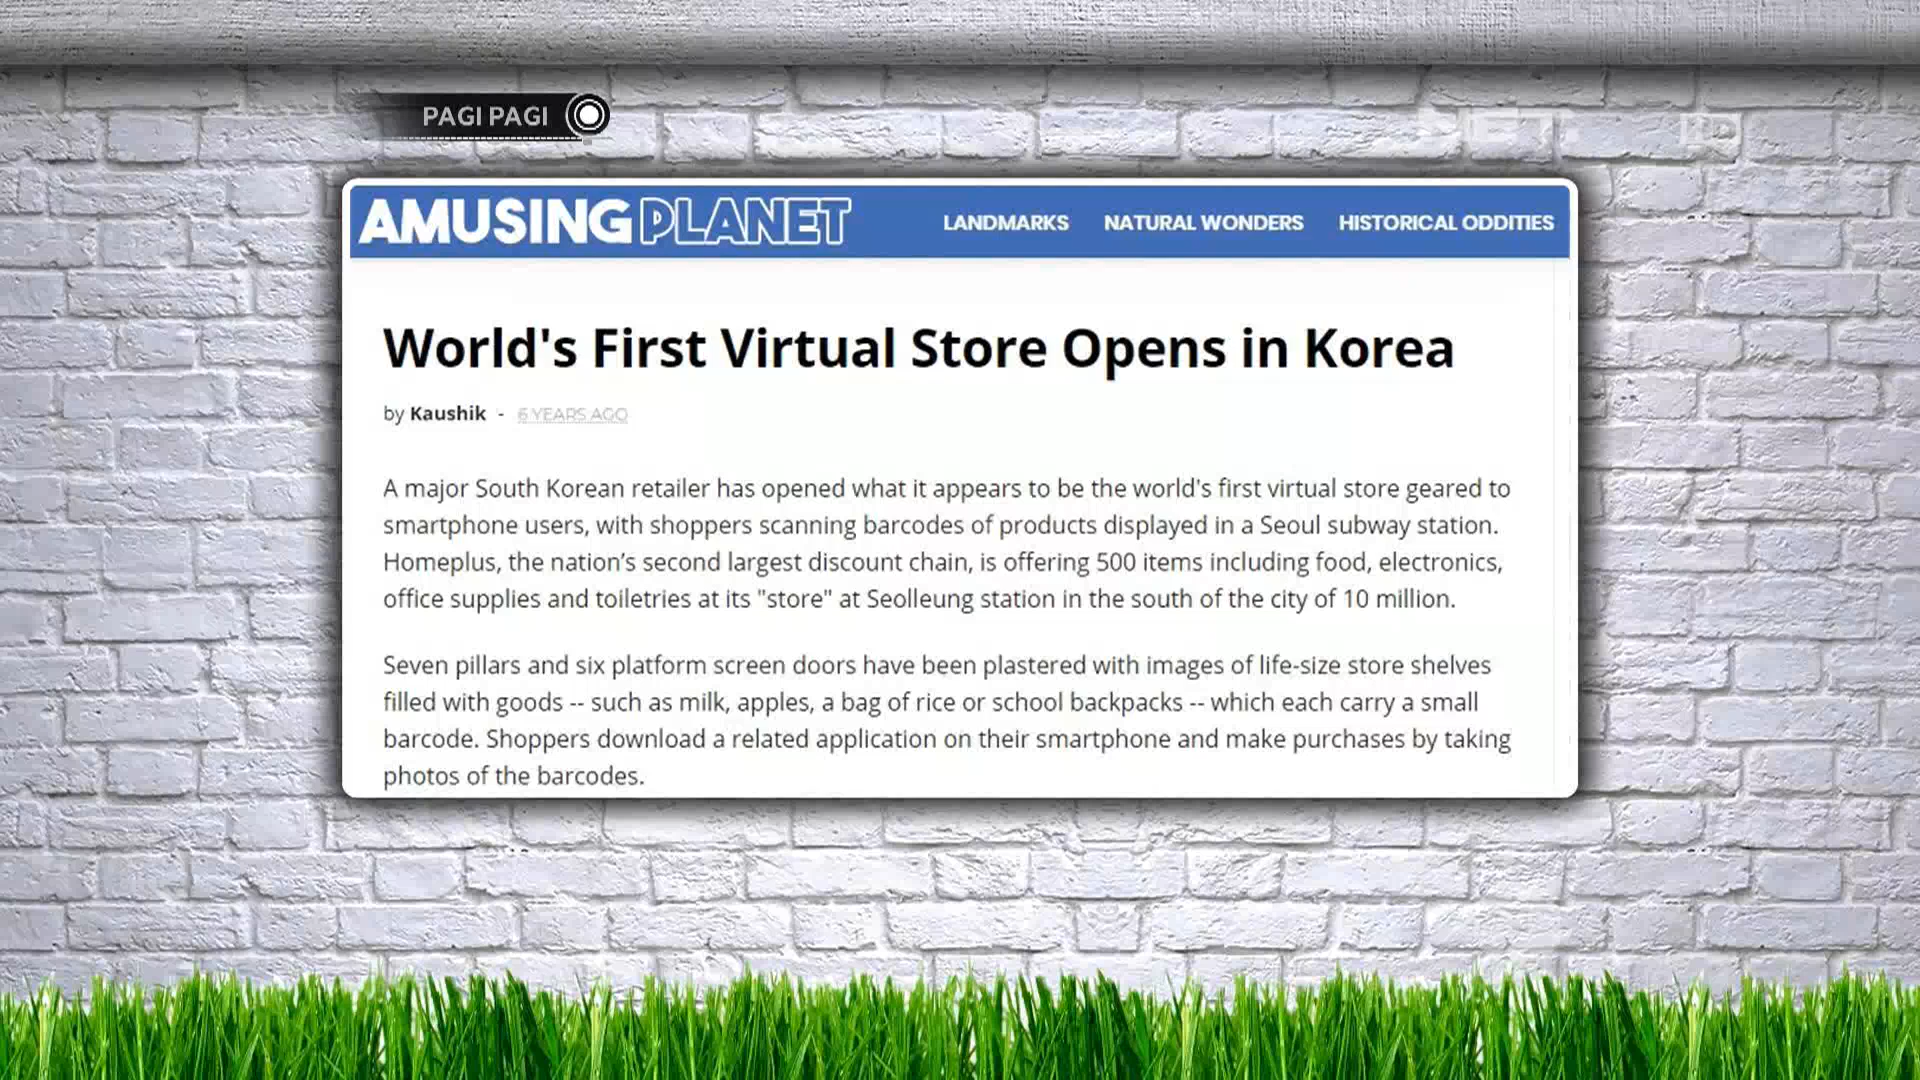 PAGI PAGI
NET.
HD
AMUSING PLANET
LANDMARKS NATURAL WONDERS HISTORICAL ODDITIES
World's First Virtual Store Opens in Korea
by Kaushik - 6 YEARS AGO
A major South Korean retailer has opened what it appears to be the world's first virtual store geared to
smartphone users, with shoppers scanning barcodes of products displayed in a Seoul subway station.
Homeplus, the nation’s second largest discount chain, is offering 500 items including food, electronics,
office supplies and toiletries at its "store" at Seolleung station in the south of the city of 10 million.
Seven pillars and six platform screen doors have been plastered with images of life-size store shelves
filled with goods -- such as milk, apples, a bag of rice or school backpacks -- which each carry a small
barcode. Shoppers download a related application on their smartphone and make purchases by taking
photos of the barcodes.